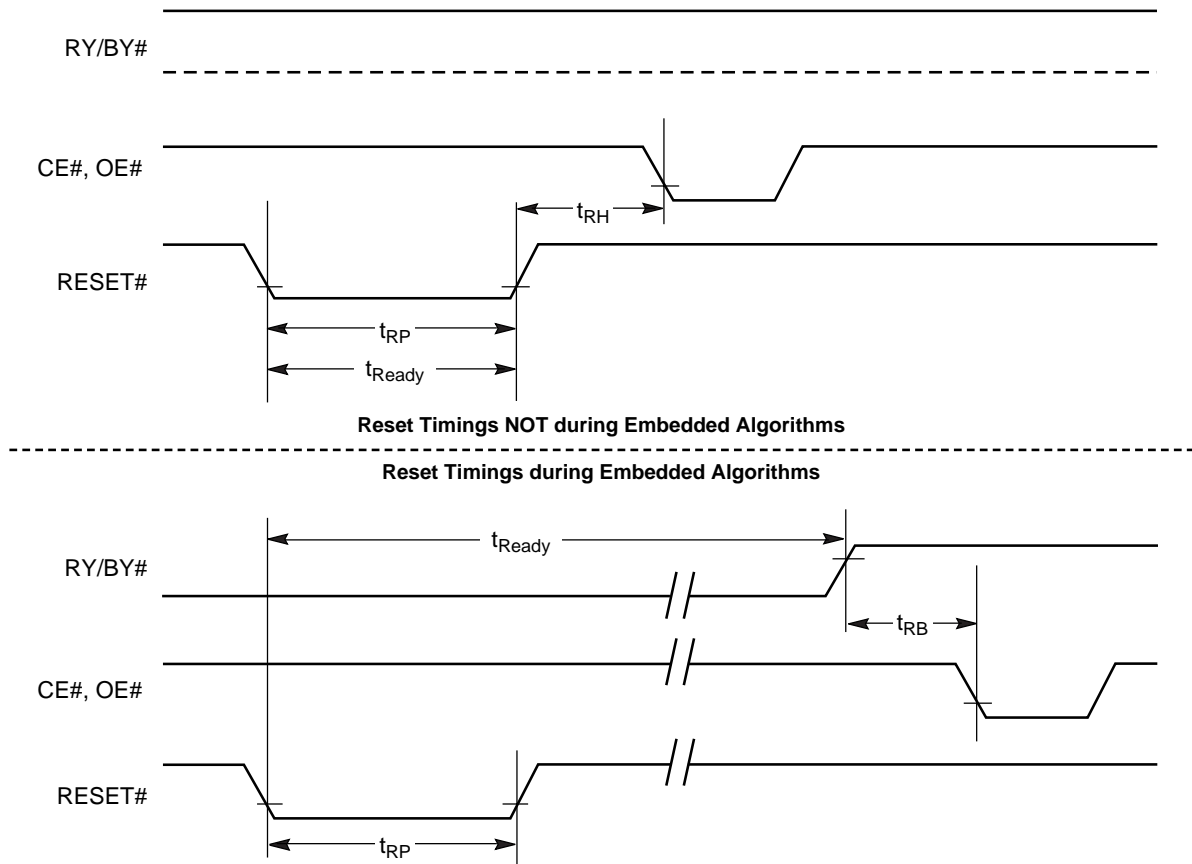 RY/BY#
CE#, OE#
tRH
RESET#
tRP
tReady
Reset Timings NOT during Embedded Algorithms
Reset Timings during Embedded Algorithms
tReady
RY/BY#
tRB
CE#, OE#
RESET#
tRP